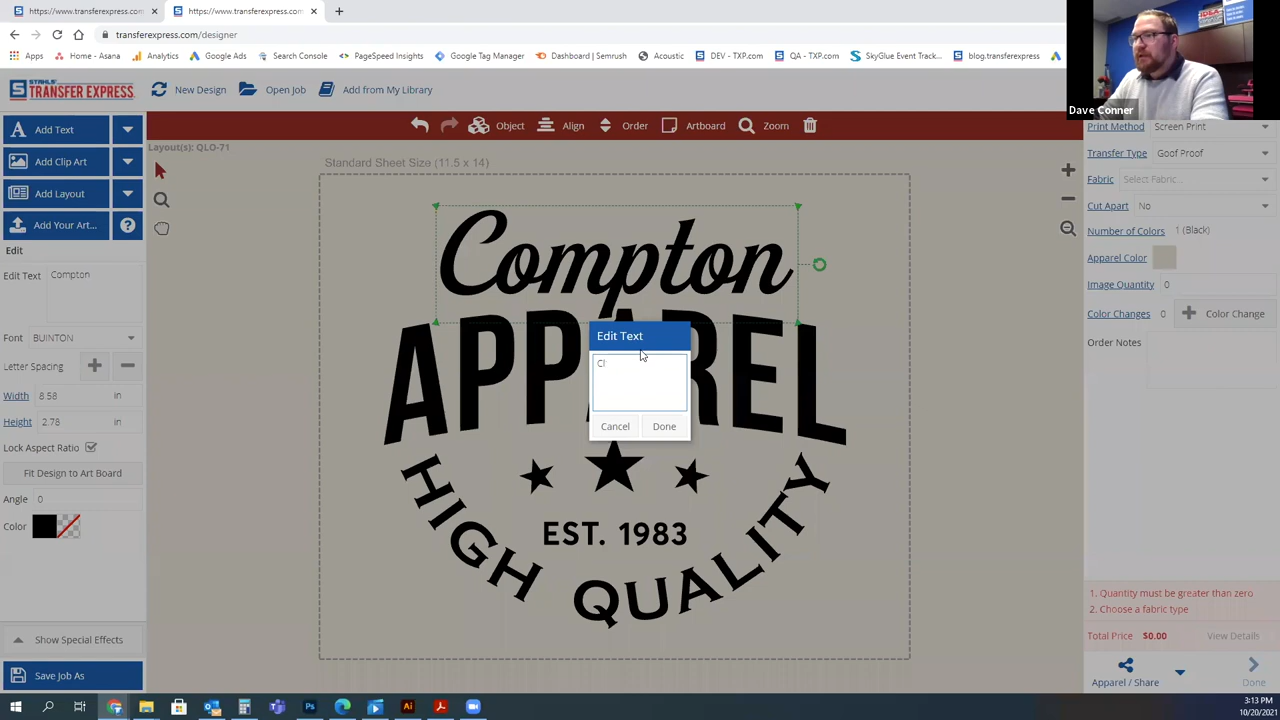 https://www.transferexpress.com/
https://www.transferexpress.com/
transferexpress.com/designer
Apps
Home - Asana
Analytics
Google Ads
Search Console
PageSpeed Insights
Google Tag Manager
Dashboard | Semrush
Acoustic
DEV - TXP.com
QA - TXP.com
SkyGlue Event Track...
blog.transferexpress
STAHLS'
TRANSFER EXPRESS
New Design
Open Job
Add from My Library
IDEAS
Dave Conner
Object
Align
Order
Artboard
Zoom
Add Text
Add Clip Art
Add Layout
Add Your Art...
Edit
Edit Text
Compton
Font
BUINTON
Letter Spacing
Width
8.58
in
Height
2.78
in
Lock Aspect Ratio
Fit Design to Art Board
Angle
0
Color
Show Special Effects
Save Job As
Layout(s): QLO-71
Standard Sheet Size (11.5 x 14)
Compton
APPAREL
EST. 1983
HIGH QUALITY
Edit Text
Cl
Cancel
Done
Print Method
Screen Print
Transfer Type
Goof Proof
Fabric
Select Fabric...
Cut Apart
No
Number of Colors
1 (Black)
Apparel Color
Image Quantity
0
Color Changes
0
Color Change
Order Notes
1. Quantity must be greater than zero
2. Choose a fabric type
Total Price
$0.00
View Details
Apparel / Share
Done
3:13 PM
10/20/2021